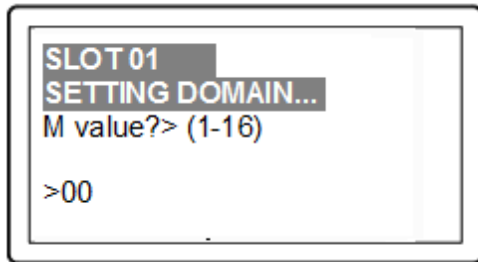 SLOT 01
SETTING DOMAIN...
M value?> (1-16)
>00